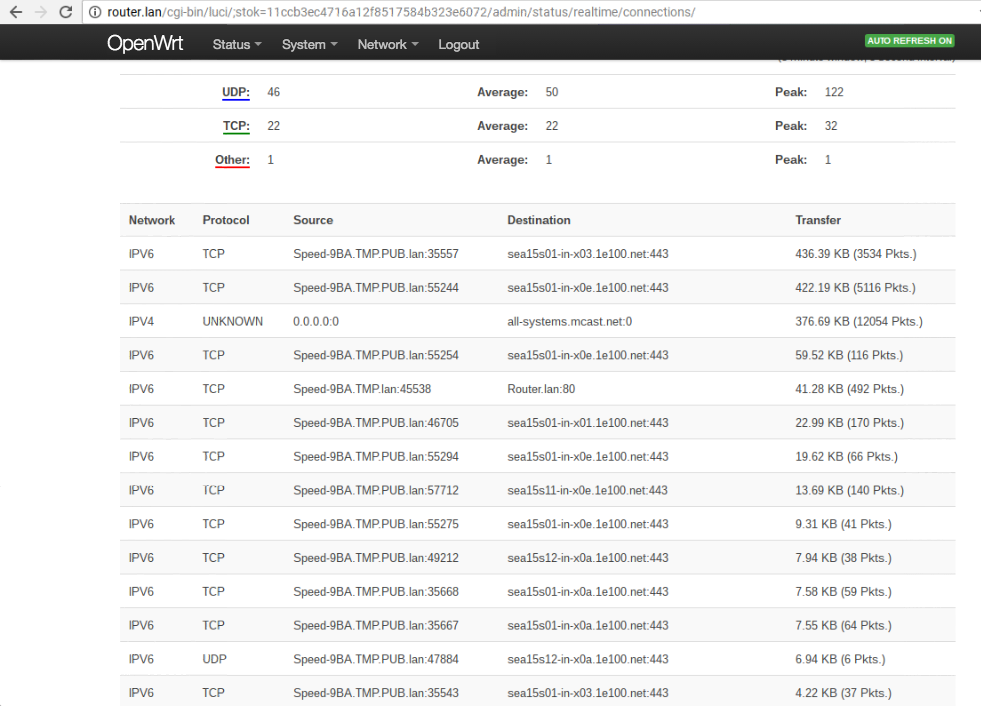 router.lan/cgi-bin/luci/;stok=11ccb3ec4716a12f8517584b323e6072/admin/status/realtime/connections/
OpenWrt Status System Network Logout AUTO REFRESH ON
UDP: 46 Average: 50 Peak: 122
TCP: 22 Average: 22 Peak: 32
Other: 1 Average: 1 Peak: 1
Network Protocol Source Destination Transfer
IPV6 TCP Speed-9BA.TMP.PUB.lan:35557 sea15s01-in-x03.1e100.net:443 436.39 KB (3534 Pkts.)
IPV6 TCP Speed-9BA.TMP.PUB.lan:55244 sea15s01-in-x0e.1e100.net:443 422.19 KB (5116 Pkts.)
IPV4 UNKNOWN 0.0.0.0:0 all-systems.mcast.net:0 376.69 KB (12054 Pkts.)
IPV6 TCP Speed-9BA.TMP.PUB.lan:55254 sea15s01-in-x0e.1e100.net:443 59.52 KB (116 Pkts.)
IPV6 TCP Speed-9BA.TMP.lan:45538 Router.lan:80 41.28 KB (492 Pkts.)
IPV6 TCP Speed-9BA.TMP.PUB.lan:46705 sea15s01-in-x01.1e100.net:443 22.99 KB (170 Pkts.)
IPV6 TCP Speed-9BA.TMP.PUB.lan:55294 sea15s01-in-x0e.1e100.net:443 19.62 KB (66 Pkts.)
IPV6 TCP Speed-9BA.TMP.PUB.lan:57712 sea15s11-in-x0e.1e100.net:443 13.69 KB (140 Pkts.)
IPV6 TCP Speed-9BA.TMP.PUB.lan:55275 sea15s01-in-x0e.1e100.net:443 9.31 KB (41 Pkts.)
IPV6 TCP Speed-9BA.TMP.PUB.lan:49212 sea15s12-in-x0a.1e100.net:443 7.94 KB (38 Pkts.)
IPV6 TCP Speed-9BA.TMP.PUB.lan:35668 sea15s01-in-x0a.1e100.net:443 7.58 KB (59 Pkts.)
IPV6 TCP Speed-9BA.TMP.PUB.lan:35667 sea15s01-in-x0a.1e100.net:443 7.55 KB (64 Pkts.)
IPV6 UDP Speed-9BA.TMP.PUB.lan:47884 sea15s12-in-x0a.1e100.net:443 6.94 KB (6 Pkts.)
IPV6 TCP Speed-9BA.TMP.PUB.lan:35543 sea15s01-in-x03.1e100.net:443 4.22 KB (37 Pkts.)